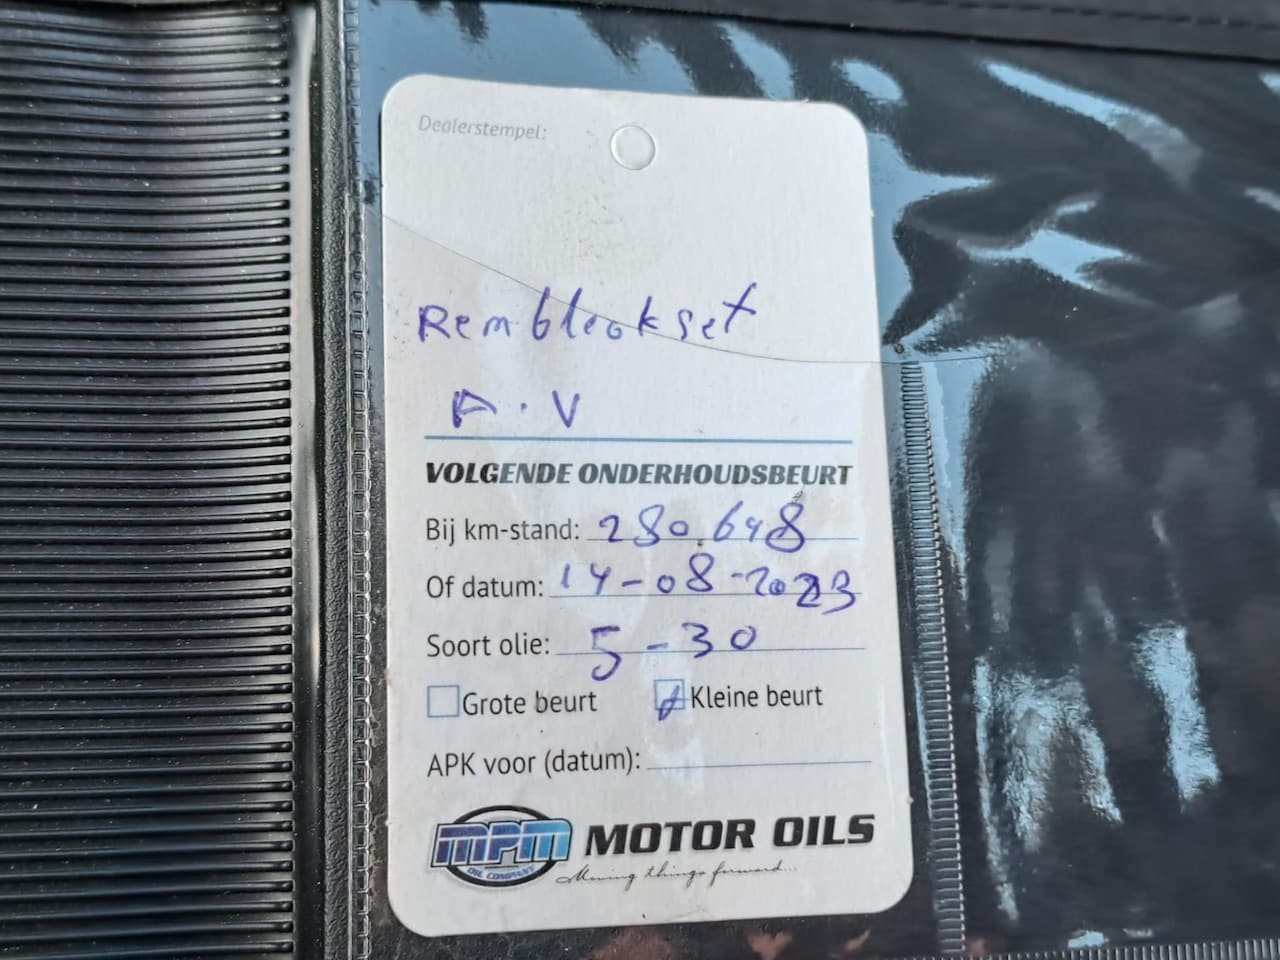 Dealerstempel:
Remblokset
A.V
VOLGENDE ONDERHOUDSBEURT
Bij km-stand: 280.648
Of datum: 14-08-2023
Soort olie: 5-30
Grote beurt Kleine beurt
APK voor (datum):
MPM MOTOR OILS
OIL COMPANY Moving things forward...